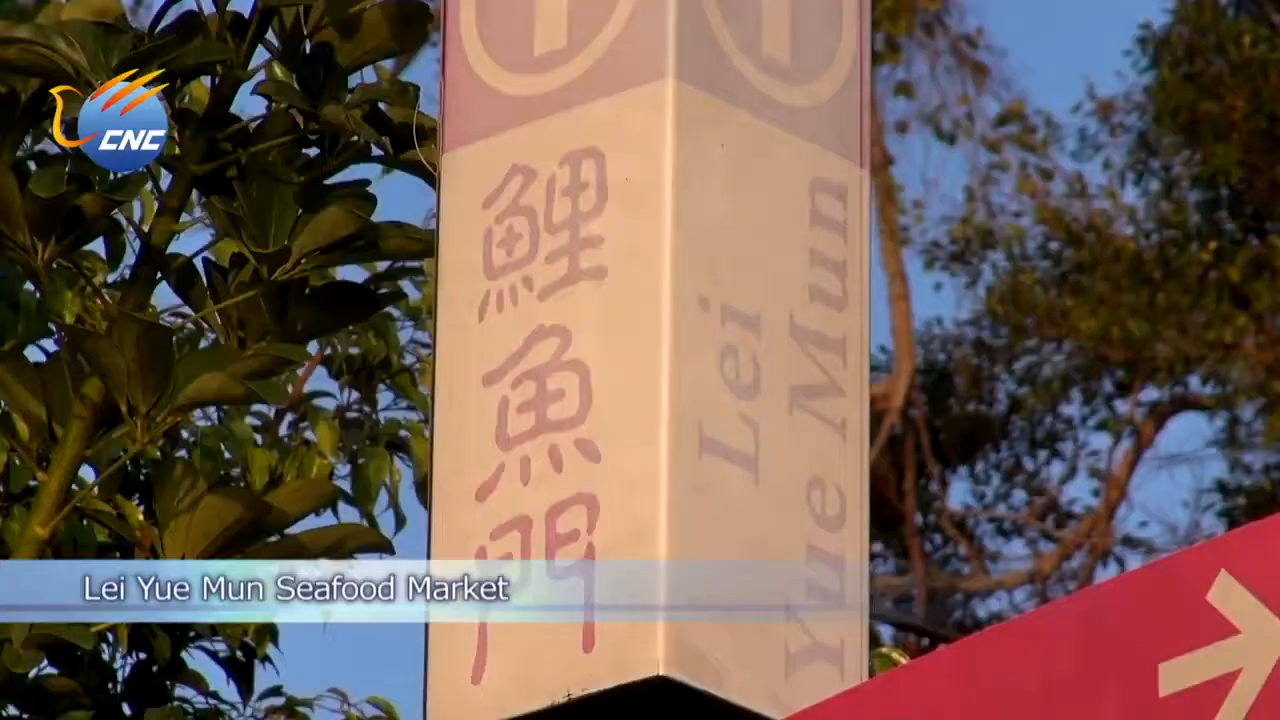 CNC
鯉魚門
Lei
Yue Mun
Lei Yue Mun Seafood Market